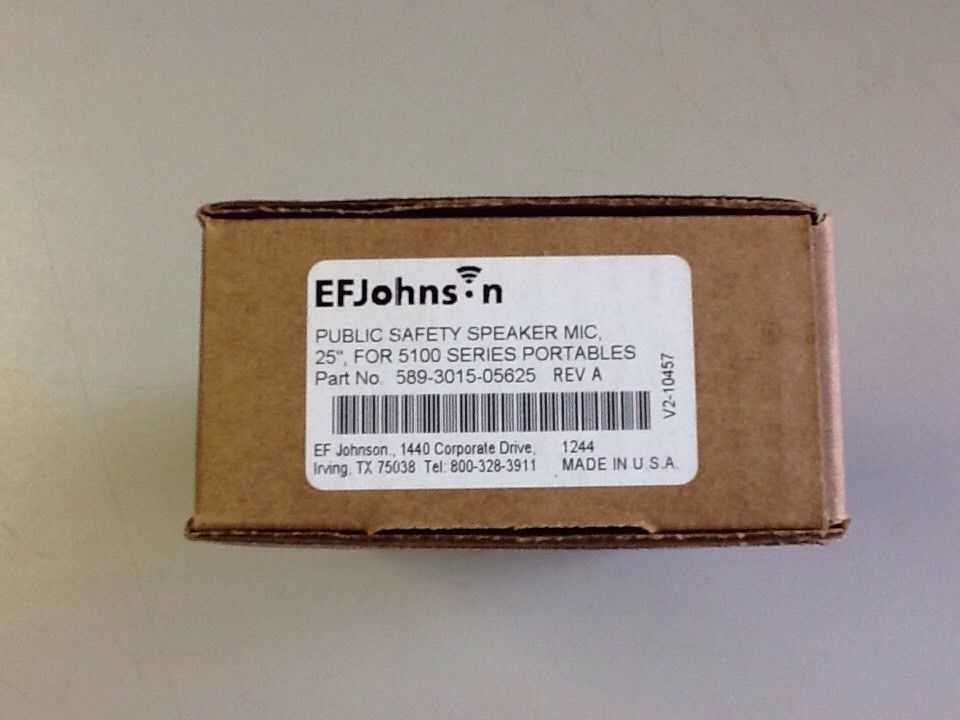 EFJohnson
PUBLIC SAFETY SPEAKER MIC,
25", FOR 5100 SERIES PORTABLES
Part No. 589-3015-05625 REV A
V2-10457
EF Johnson., 1440 Corporate Drive, 1244
Irving, TX 75038 Tel: 800-328-3911 MADE IN U.S.A.